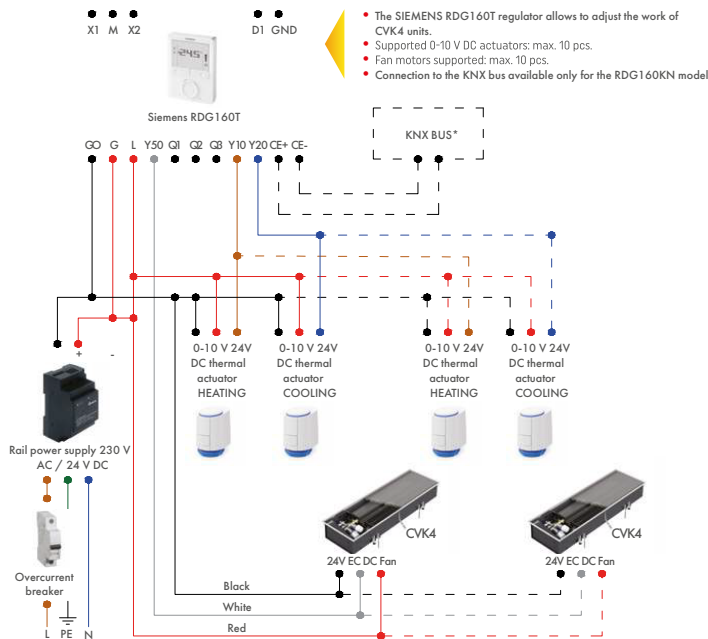 X1 M X2
D1 GND
• The SIEMENS RDG160T regulator allows to adjust the work of
CVK4 units.
• Supported 0-10 V DC actuators: max. 10 pcs.
• Fan motors supported: max. 10 pcs.
• Connection to the KNX bus available only for the RDG160KN model
Siemens RDG160T
KNX BUS*
GO G L Y50 Q1 Q2 Q3 Y10 Y20 CE+ CE-
+ -
0-10 V 24V
DC thermal
actuator
HEATING
0-10 V 24V
DC thermal
actuator
COOLING
0-10 V 24V
DC thermal
actuator
HEATING
0-10 V 24V
DC thermal
actuator
COOLING
Rail power supply 230 V
AC / 24 V DC
CVK4
CVK4
24V EC DC Fan
24V EC DC Fan
Overcurrent
breaker
Black
White
Red
L PE N